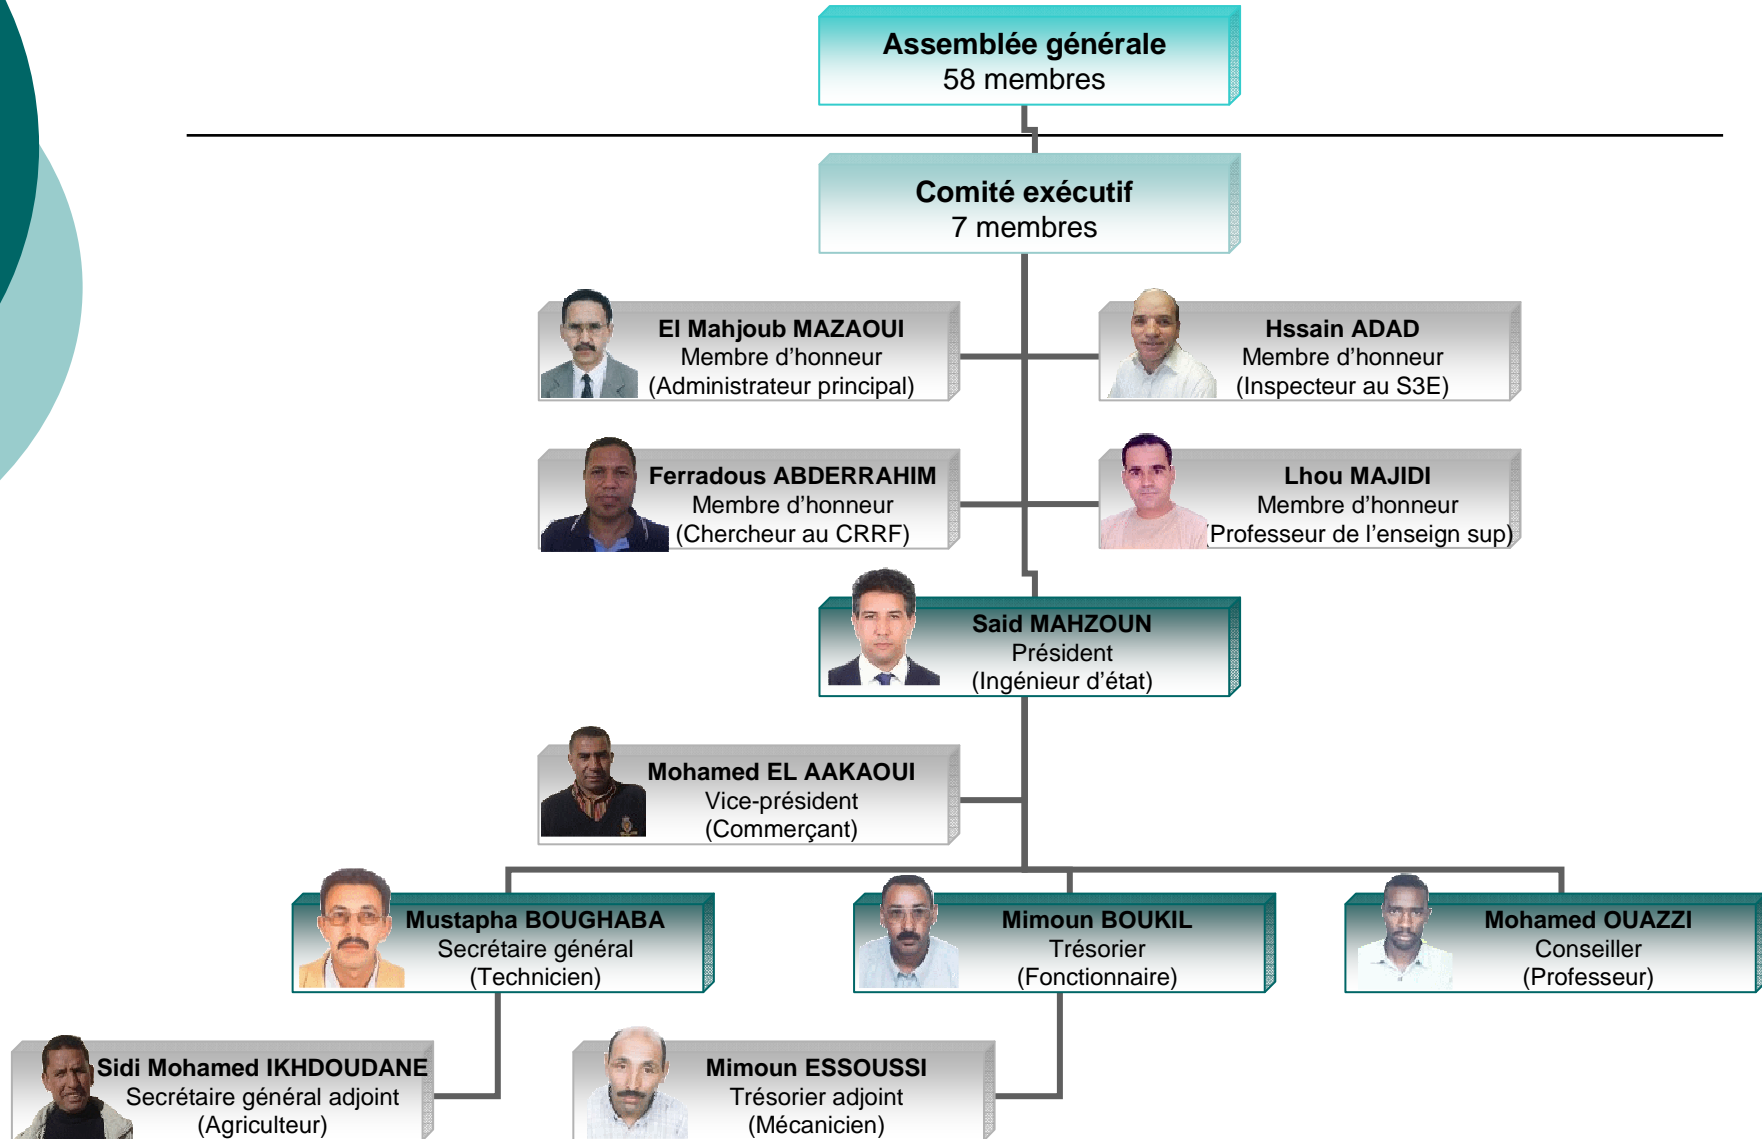 Assemblée générale
58 membres
Comité exécutif
7 membres
El Mahjoub MAZAOUI
Membre d’honneur
(Administrateur principal)
Hssain ADAD
Membre d’honneur
(Inspecteur au S3E)
Ferradous ABDERRAHIM
Membre d’honneur
(Chercheur au CRRF)
Lhou MAJIDI
Membre d’honneur
(Professeur de l’enseign sup)
Said MAHZOUN
Président
(Ingénieur d’état)
Mohamed EL AAKAOUI
Vice-président
(Commerçant)
Mustapha BOUGHABA
Secrétaire général
(Technicien)
Mimoun BOUKIL
Trésorier
(Fonctionnaire)
Mohamed OUAZZI
Conseiller
(Professeur)
Sidi Mohamed IKHDOUDANE
Secrétaire général adjoint
(Agriculteur)
Mimoun ESSOUSSI
Trésorier adjoint
(Mécanicien)